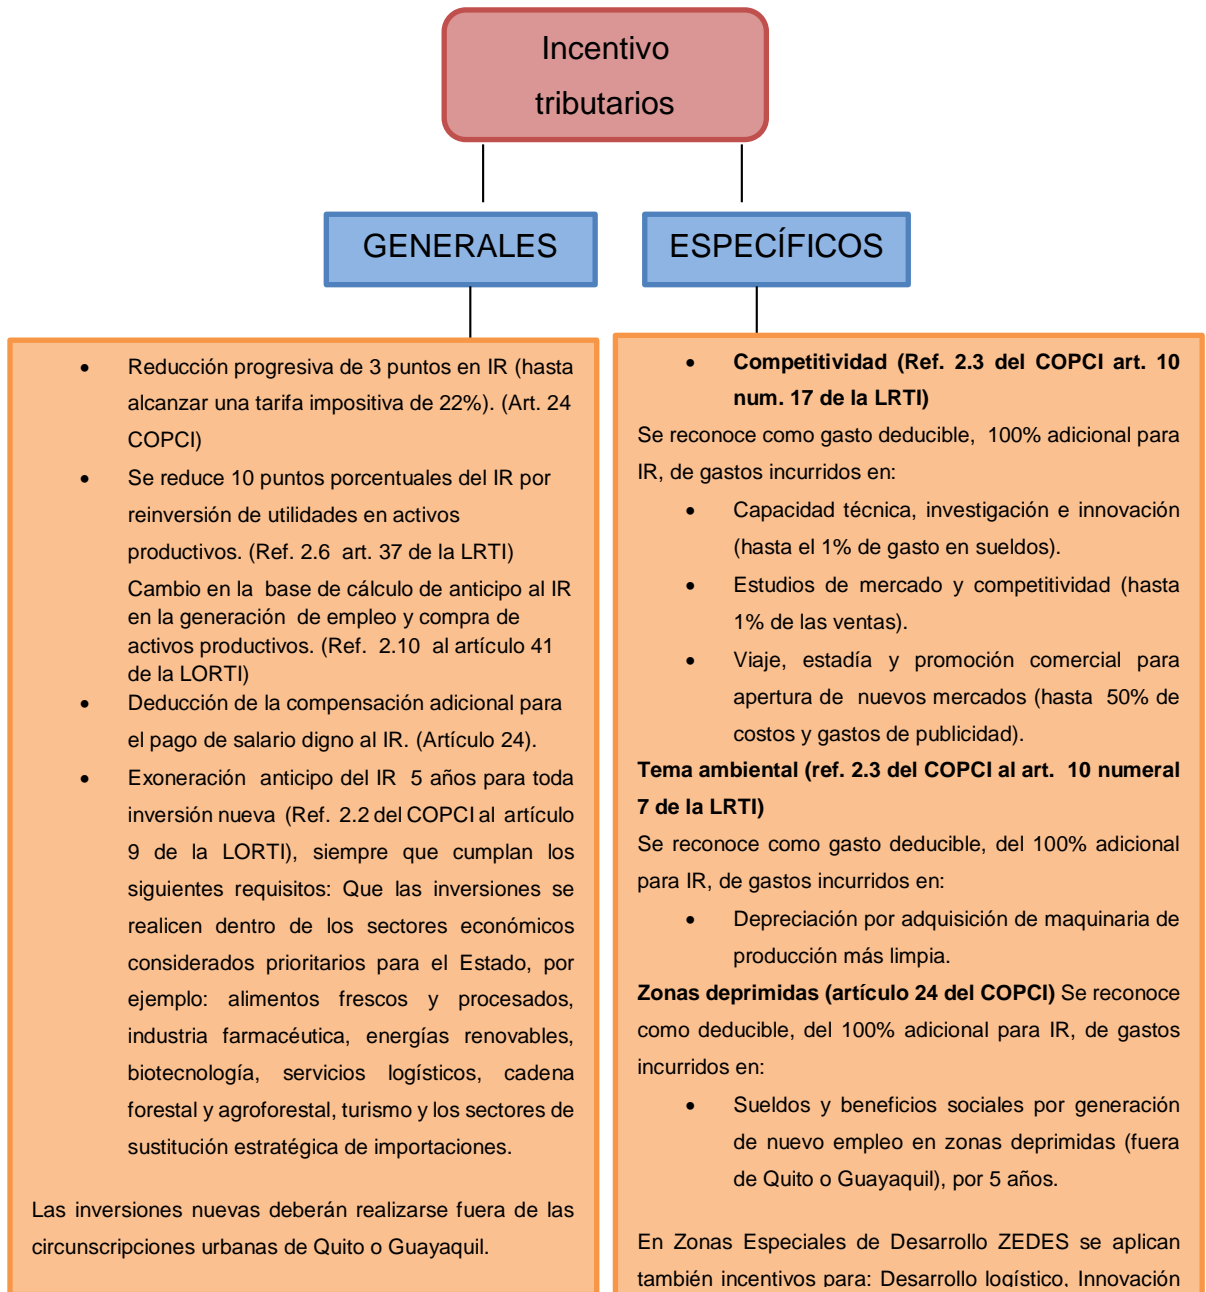 Incentivo
tributarios
GENERALES
ESPECÍFICOS
• Reducción progresiva de 3 puntos en IR (hasta
alcanzar una tarifa impositiva de 22%). (Art. 24
COPCI)
• Se reduce 10 puntos porcentuales del IR por
reinversión de utilidades en activos
productivos. (Ref. 2.6 art. 37 de la LRTI)
Cambio en la base de cálculo de anticipo al IR
en la generación de empleo y compra de
activos productivos. (Ref. 2.10 al artículo 41
de la LORTI)
• Deducción de la compensación adicional para
el pago de salario digno al IR. (Artículo 24).
• Exoneración anticipo del IR 5 años para toda
inversión nueva (Ref. 2.2 del COPCI al artículo
9 de la LORTI), siempre que cumplan los
siguientes requisitos: Que las inversiones se
realicen dentro de los sectores económicos
considerados prioritarios para el Estado, por
ejemplo: alimentos frescos y procesados,
industria farmacéutica, energías renovables,
biotecnología, servicios logísticos, cadena
forestal y agroforestal, turismo y los sectores de
sustitución estratégica de importaciones.
Las inversiones nuevas deberán realizarse fuera de las
circunscripciones urbanas de Quito o Guayaquil.
• Competitividad (Ref. 2.3 del COPCI art. 10
num. 17 de la LRTI)
Se reconoce como gasto deducible, 100% adicional para
IR, de gastos incurridos en:
• Capacidad técnica, investigación e innovación
(hasta el 1% de gasto en sueldos).
• Estudios de mercado y competitividad (hasta
1% de las ventas).
• Viaje, estadía y promoción comercial para
apertura de nuevos mercados (hasta 50% de
costos y gastos de publicidad).
Tema ambiental (ref. 2.3 del COPCI al art. 10 numeral
7 de la LRTI)
Se reconoce como gasto deducible, del 100% adicional
para IR, de gastos incurridos en:
• Depreciación por adquisición de maquinaria de
producción más limpia.
Zonas deprimidas (artículo 24 del COPCI) Se reconoce
como deducible, del 100% adicional para IR, de gastos
incurridos en:
• Sueldos y beneficios sociales por generación
de nuevo empleo en zonas deprimidas (fuera
de Quito o Guayaquil), por 5 años.
En Zonas Especiales de Desarrollo ZEDES se aplican
también incentivos para: Desarrollo logístico, Innovación